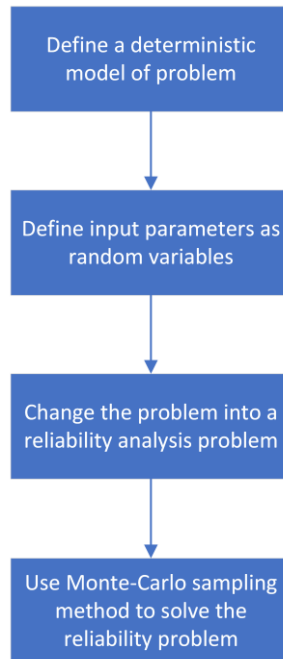 Define a deterministic
model of problem
Define input parameters as
random variables
Change the problem into a
reliability analysis problem
Use Monte-Carlo sampling
method to solve the
reliability problem